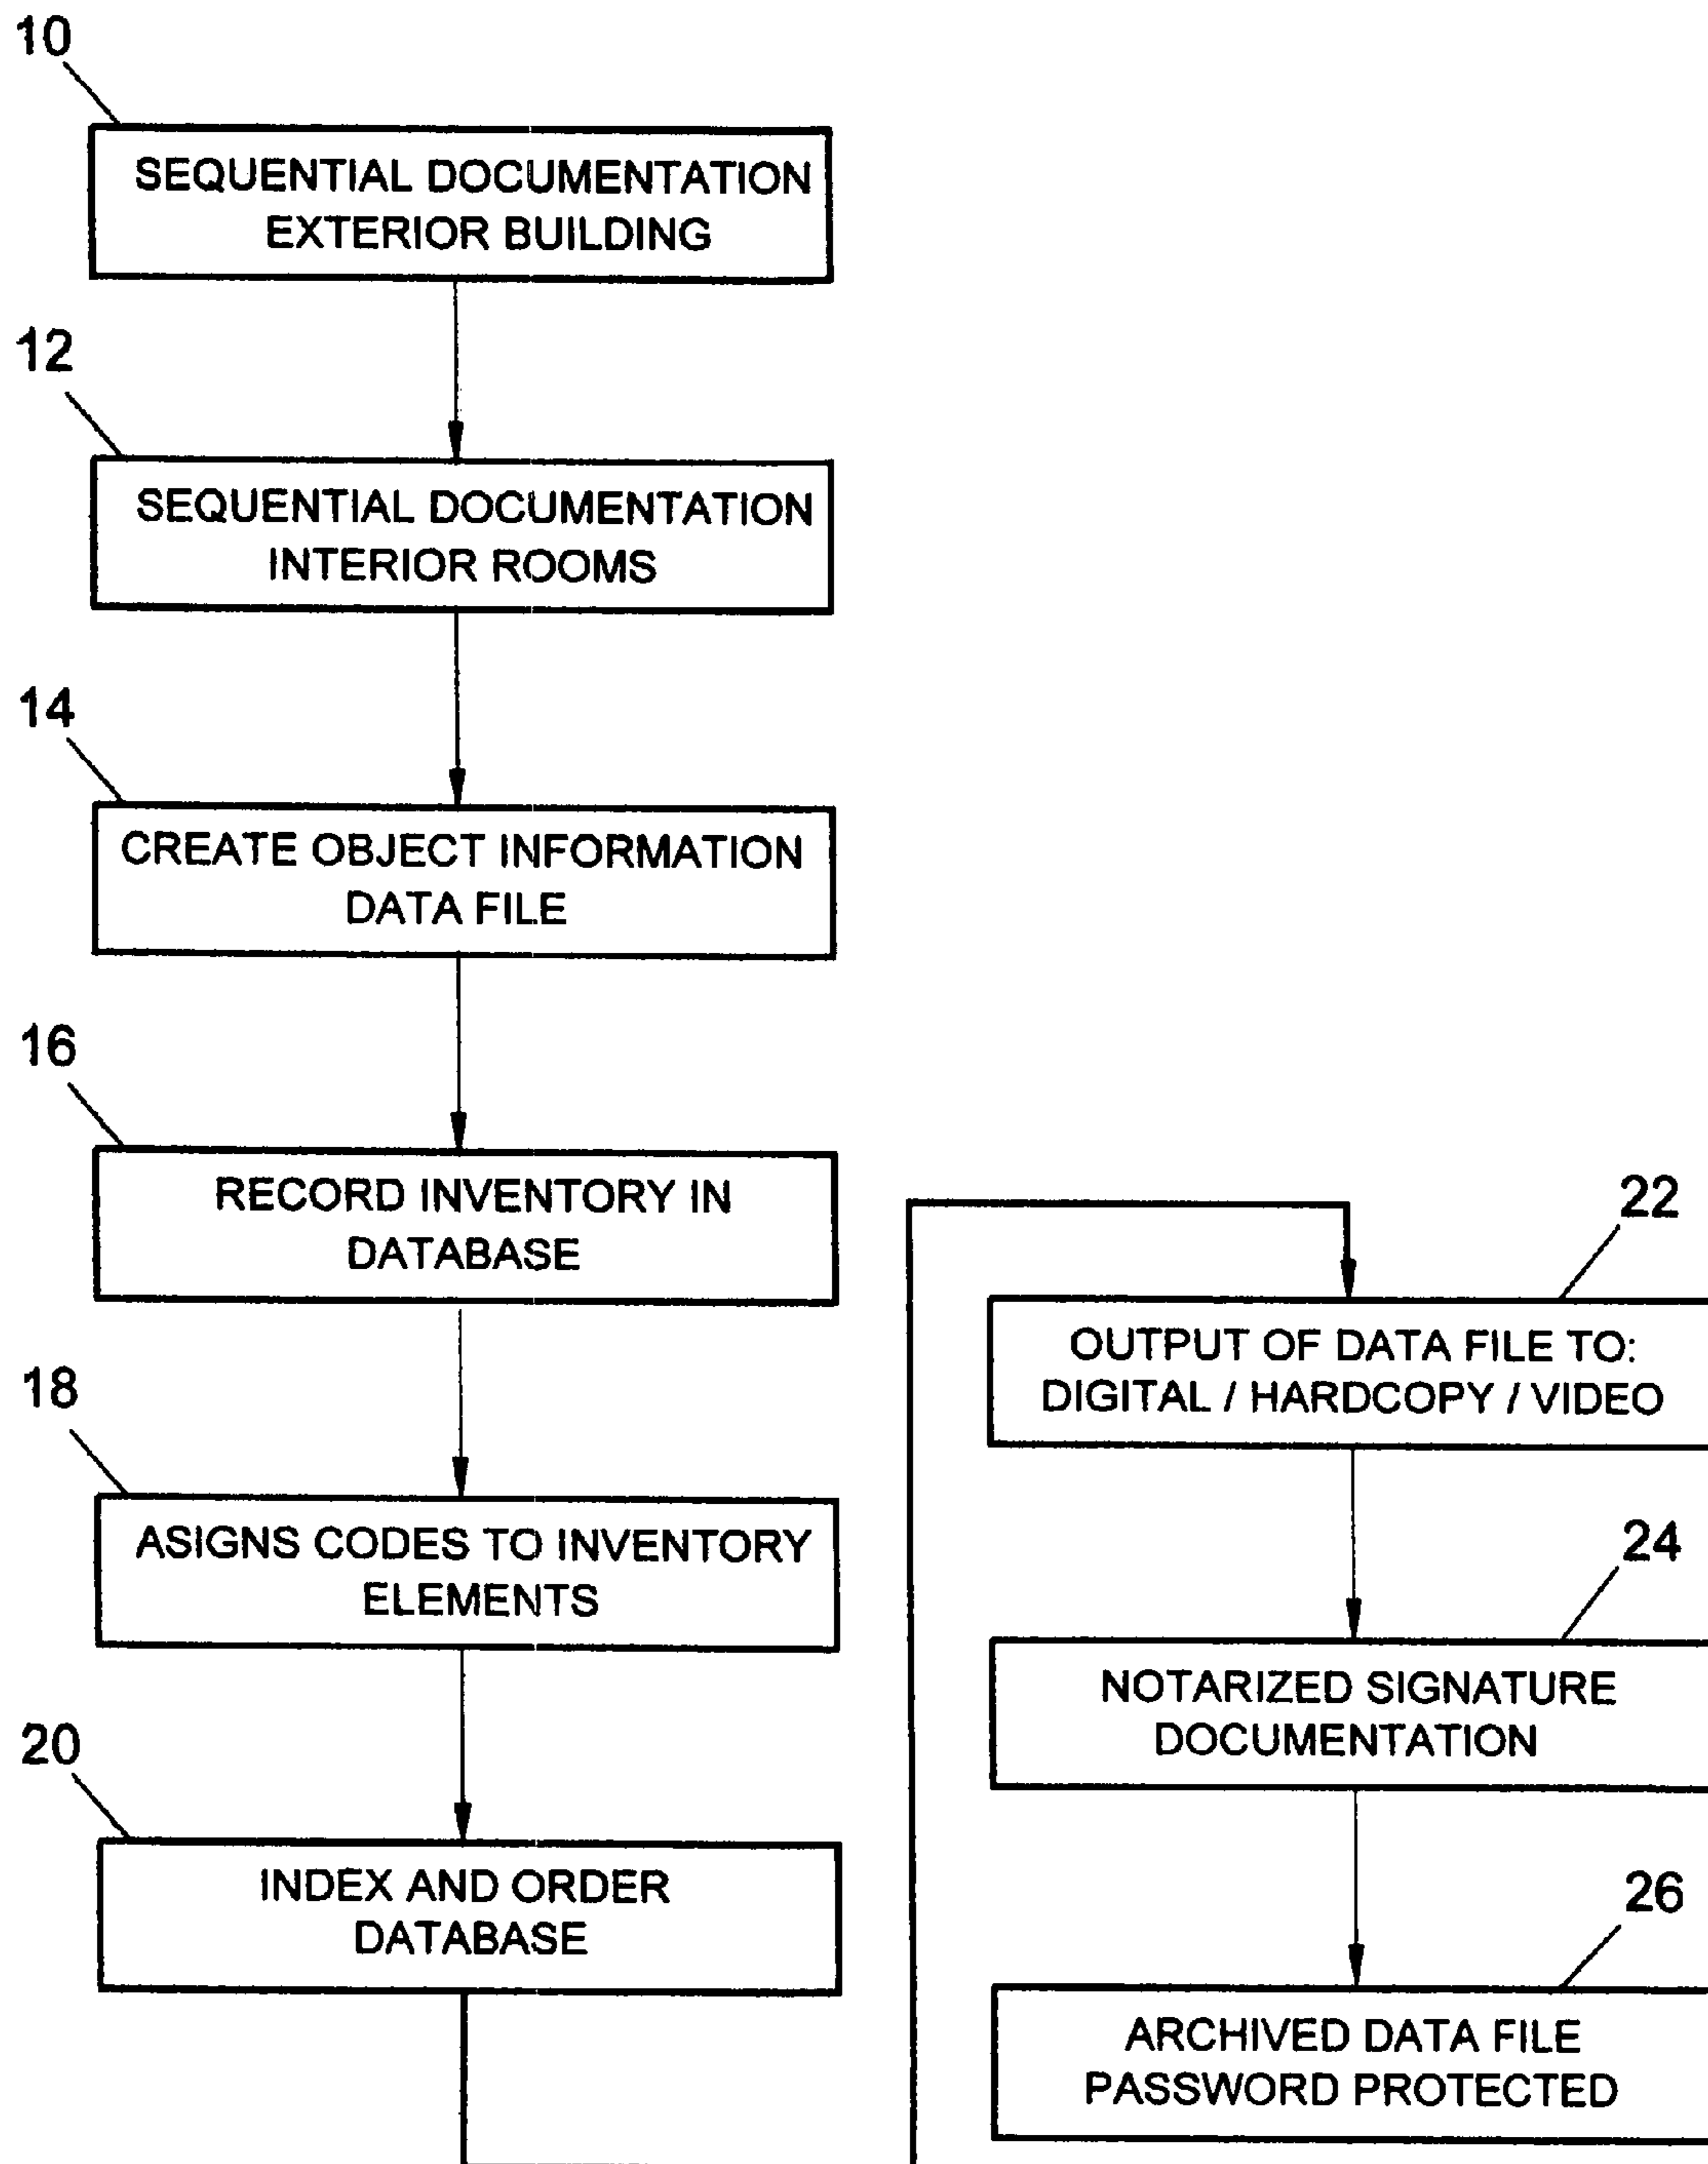 10
SEQUENTIAL DOCUMENTATION
EXTERIOR BUILDING
12
SEQUENTIAL DOCUMENTATION
INTERIOR ROOMS
14
CREATE OBJECT INFORMATION
DATA FILE
16
RECORD INVENTORY IN
DATABASE
18
ASIGNS CODES TO INVENTORY
ELEMENTS
20
INDEX AND ORDER
DATABASE
22
OUTPUT OF DATA FILE TO:
DIGITAL / HARDCOPY / VIDEO
24
NOTARIZED SIGNATURE
DOCUMENTATION
26
ARCHIVED DATA FILE
PASSWORD PROTECTED